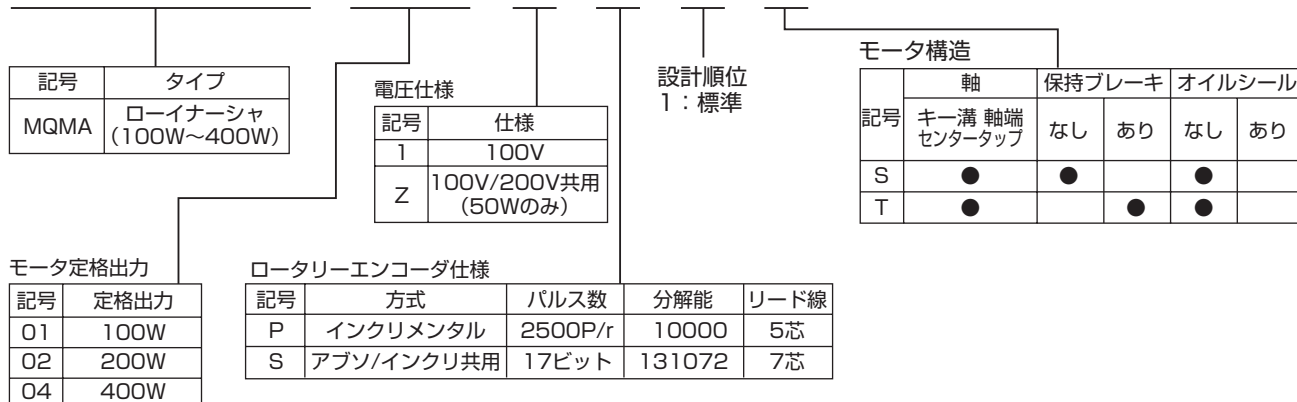 記号 タイプ
MQMA ローイナーシャ
(100W〜400W)
電圧仕様
記号 仕様
1 100V
Z 100V/200V共用
(50Wのみ)
設計順位
1：標準
モータ構造
記号 軸 保持ブレーキ オイルシール
キー溝 軸端
センタータップ なし あり なし あり
S ● ● ●
T ● ● ●
モータ定格出力
記号 定格出力
01 100W
02 200W
04 400W
ロータリーエンコーダ仕様
記号 方式 パルス数 分解能 リード線
P インクリメンタル 2500P/r 10000 5芯
S アブソ/インクリ共用 17ビット 131072 7芯